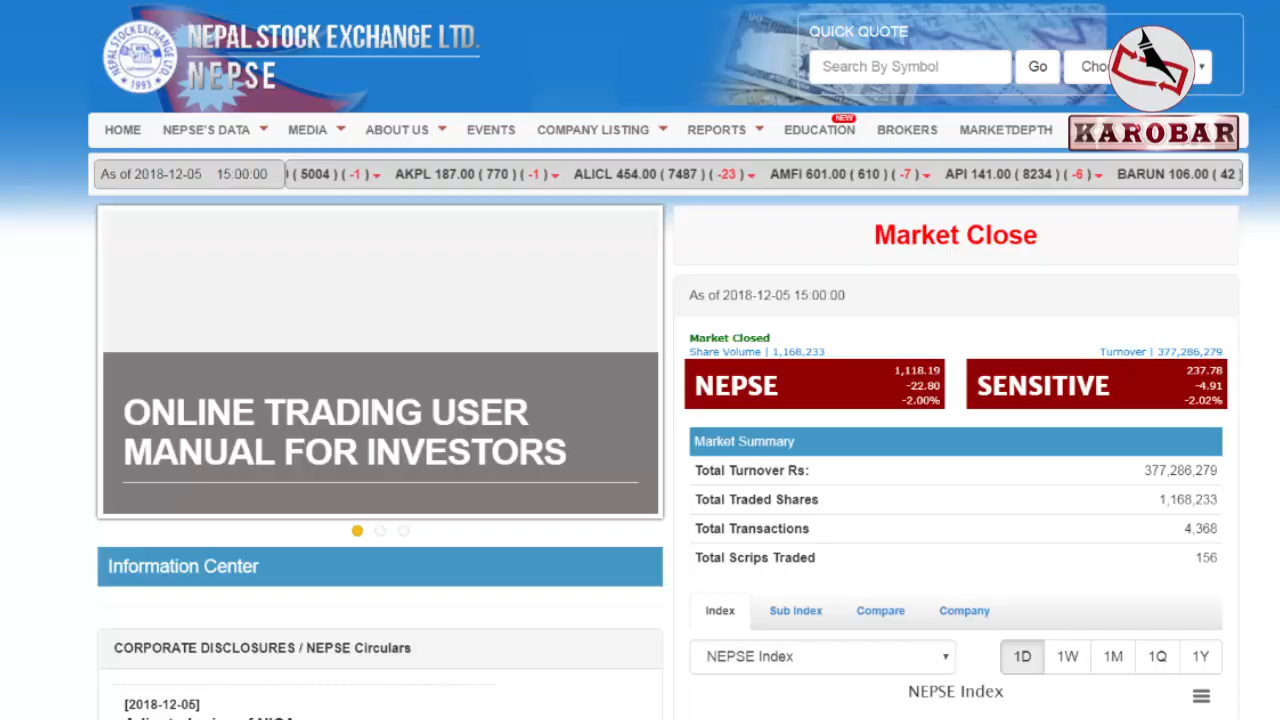 NEPAL STOCK EXCHANGE LTD.
NEPSE
NEPAL STOCK EXCHANGE LTD.
1993
QUICK QUOTE
Search By Symbol
Go
KAROBAR
HOME NEPSE'S DATA MEDIA ABOUT US EVENTS COMPANY LISTING REPORTS EDUCATION NEW BROKERS MARKETDEPTH
As of 2018-12-05 15:00:00
( 5004 ) ( -1 ) AKPL 187.00 ( 770 ) ( -1 ) ALICL 454.00 ( 7487 ) ( -23 ) AMFI 601.00 ( 610 ) ( -7 ) API 141.00 ( 8234 ) ( -6 ) BARUN 106.00 ( 42
ONLINE TRADING USER
MANUAL FOR INVESTORS
Information Center
CORPORATE DISCLOSURES / NEPSE Circulars
[2018-12-05]
Market Close
As of 2018-12-05 15:00:00
Market Closed
Share Volume | 1,168,233
Turnover | 377,286,279
NEPSE
1,118.19
-22.80
-2.00%
SENSITIVE
237.78
-4.91
-2.02%
Market Summary
Total Turnover Rs: 377,286,279
Total Traded Shares 1,168,233
Total Transactions 4,368
Total Scrips Traded 156
Index Sub Index Compare Company
NEPSE Index
1D 1W 1M 1Q 1Y
NEPSE Index